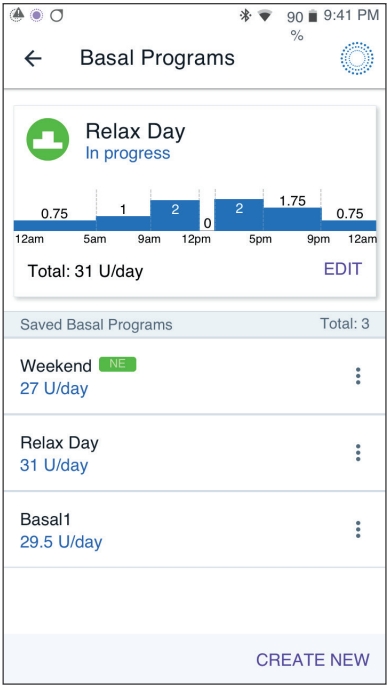 90 % 9:41 PM
Basal Programs
Relax Day
In progress
0.75 1 2 0 2 1.75 0.75
12am 5am 9am 12pm 5pm 9pm 12am
Total: 31 U/day EDIT
Saved Basal Programs Total: 3
Weekend NE
27 U/day
Relax Day
31 U/day
Basal1
29.5 U/day
CREATE NEW